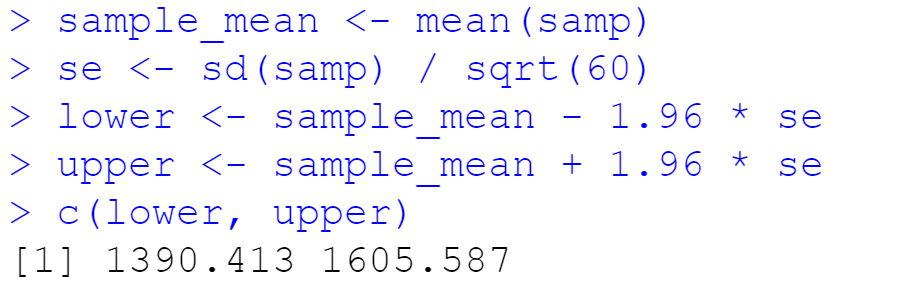 > sample_mean <- mean(samp)
> se <- sd(samp) / sqrt(60)
> lower <- sample_mean - 1.96 * se
> upper <- sample_mean + 1.96 * se
> c(lower, upper)
[1] 1390.413 1605.587